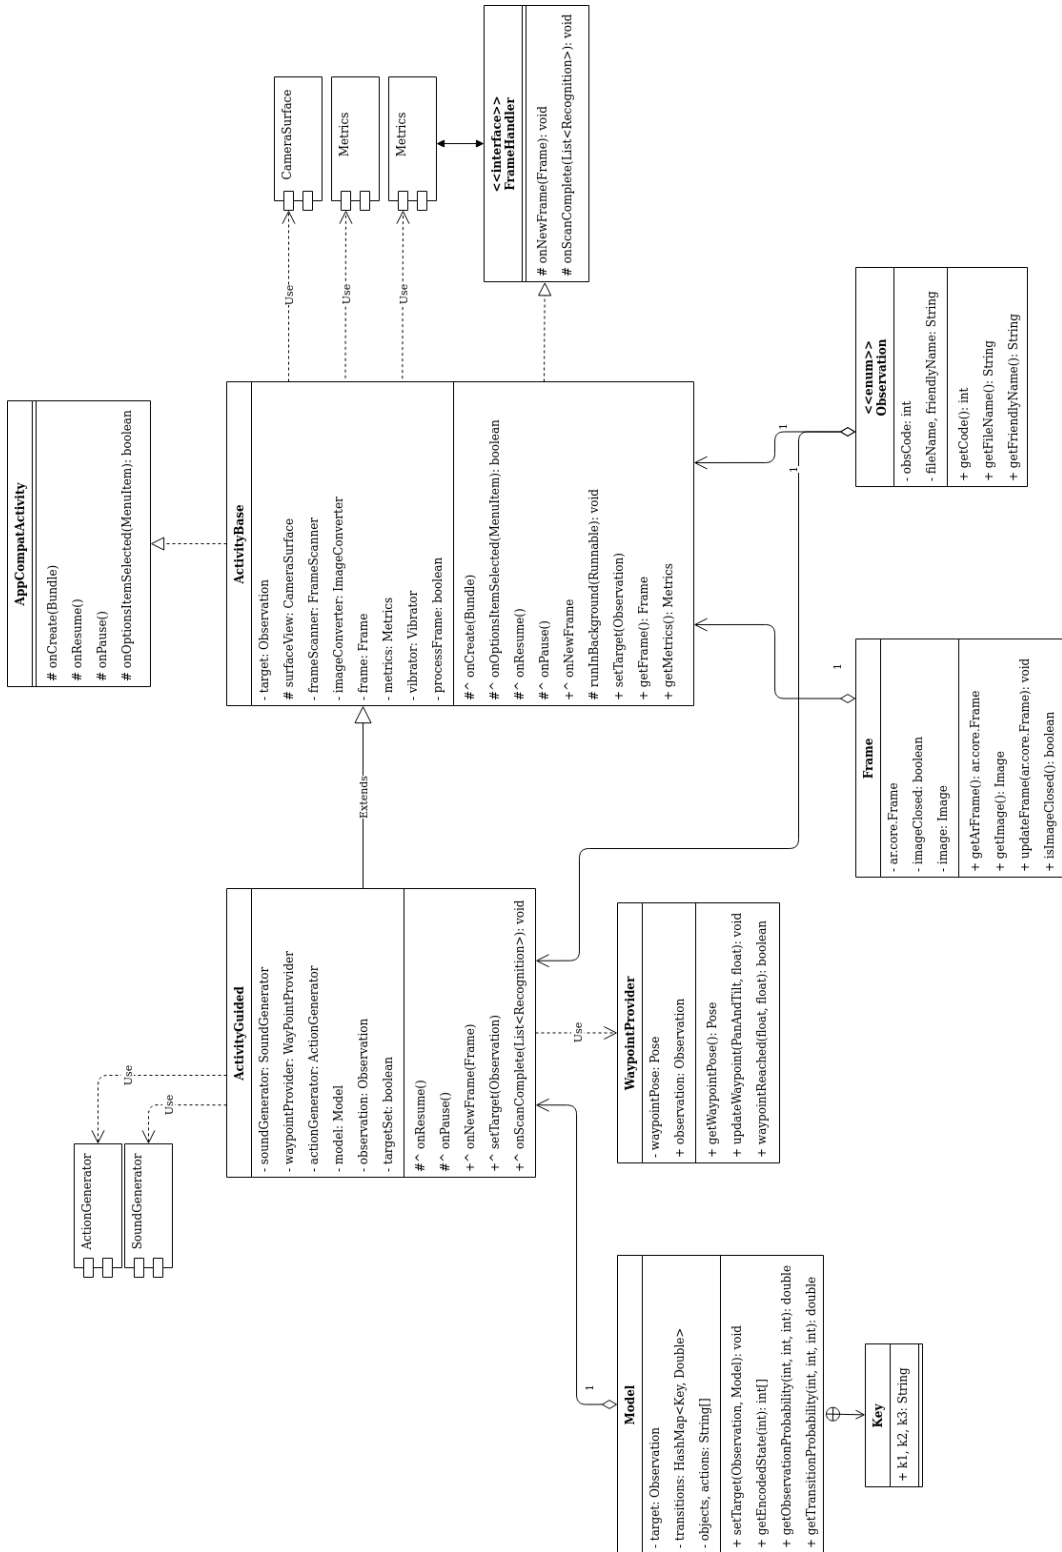 AppCompatActivity
# onCreate(Bundle)
# onResume()
# onPause()
# onOptionsItemSelected(MenuItem): boolean
CameraSurface
Metrics
Metrics
<<interface>>
FrameHandler
# onNewFrame(Frame): void
# onScanComplete(List<Recognition>): void
Use
Use
Use
ActivityBase
- target: Observation
# surfaceView: CameraSurface
- frameScanner: FrameScanner
- imageConverter: ImageConverter
- frame: Frame
- metrics: Metrics
- vibrator: Vibrator
- processFrame: boolean
#^ onCreate(Bundle)
#^ onOptionsItemSelected(MenuItem): boolean
#^ onResume()
#^ onPause()
+^ onNewFrame
# runInBackground(Runnable): void
+ setTarget(Observation)
+ getFrame(): Frame
+ getMetrics(): Metrics
1
1
<<enum>>
Observation
- obsCode: int
- fileName, friendlyName: String
+ getCode(): int
+ getFileName(): String
+ getFriendlyName(): String
Extends
1
Frame
- ar.core.Frame
- imageClosed: boolean
- image: Image
+ getArFrame(): ar.core.Frame
+ getImage(): Image
+ updateFrame(ar.core.Frame): void
+ isImageClosed(): boolean
ActionGenerator
SoundGenerator
Use
Use
ActivityGuided
- soundGenerator: SoundGenerator
- waypointProvider: WayPointProvider
- actionGenerator: ActionGenerator
- model: Model
- observation: Observation
- targetSet: boolean
#^ onResume()
#^ onPause()
+^ onNewFrame(Frame)
+^ setTarget(Observation)
+^ onScanComplete(List<Recognition>): void
Use
WaypointProvider
- waypointPose: Pose
+ observation: Observation
+ getWaypointPose(): Pose
+ updateWaypoint(PanAndTilt, float): void
+ waypointReached(float, float): boolean
1
Model
- target: Observation
- transitions: HashMap<Key, Double>
- objects, actions: String[]
+ setTarget(Observation, Model): void
+ getEncodedState(int): int[]
+ getObservationProbability(int, int, int): double
+ getTransitionProbability(int, int, int): double
Key
+ k1, k2, k3: String